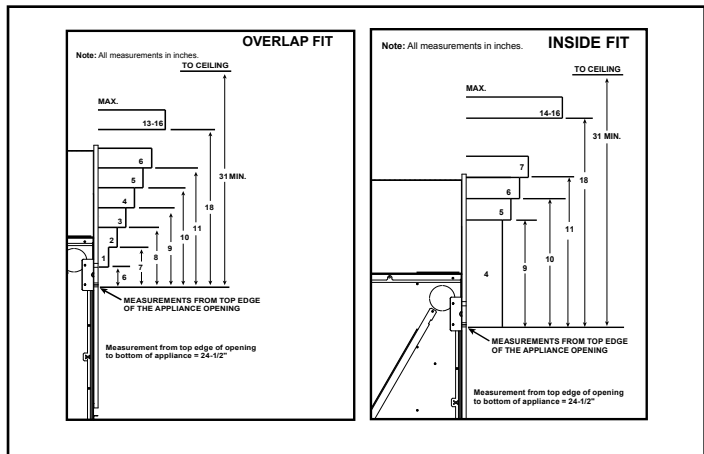 OVERLAP FIT
Note: All measurements in inches.
TO CEILING
MAX.
13-16
6
5
4
3
2
1
6
7
8
9
10
11
18
31 MIN.
MEASUREMENTS FROM TOP EDGE
OF THE APPLIANCE OPENING
Measurement from top edge of opening
to bottom of appliance = 24-1/2"
INSIDE FIT
Note: All measurements in inches.
TO CEILING
MAX.
14-16
7
6
5
4
9
10
11
18
31 MIN.
MEASUREMENTS FROM TOP EDGE
OF THE APPLIANCE OPENING
Measurement from top edge of opening
to bottom of appliance = 24-1/2"